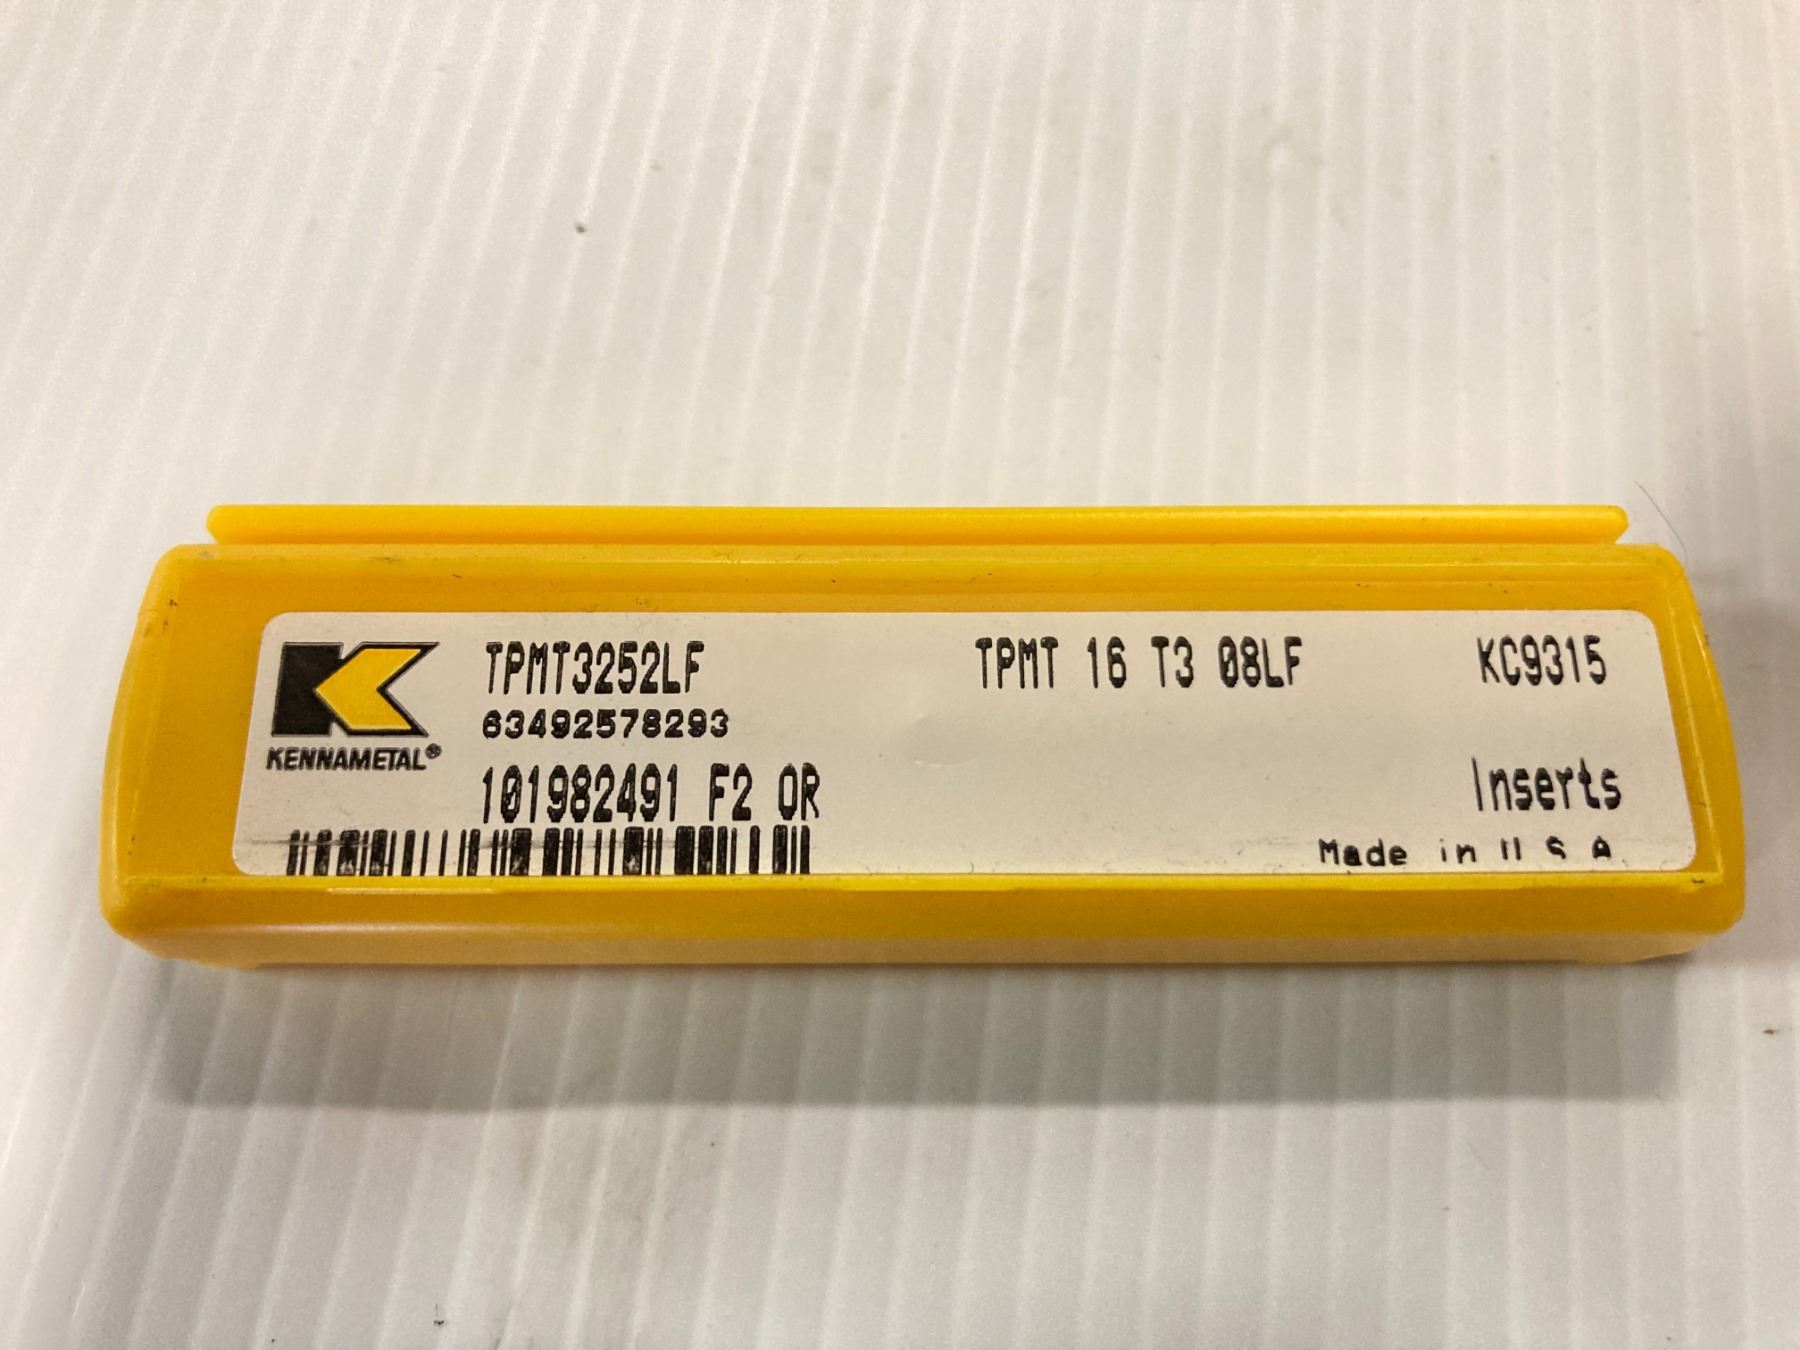 TPMT3252LF TPMT 16 T3 08LF KC9315
63492578293
KENNAMETAL®
101982491 F2 OR Inserts
Made in U S A